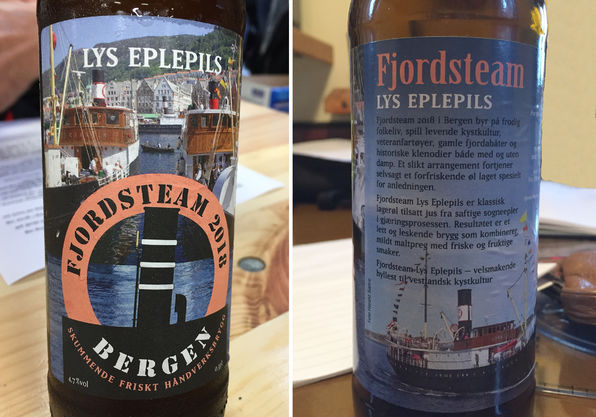 LYS EPLEPILS
FJORDSTEAM 2018
BERGEN
SKUMMENDE FRISKT HÅNDVERKSBRYGG
4,7%vol
Fjordsteam
LYS EPLEPILS
Fjordsteam 2018 i Bergen byr på frodig
folkeliv, spill levende kystkultur,
veteranfartøyer, gamle fjordabåter og
historiske klenodier både med og uten
damp. Et slikt arrangement fortjener
selvsagt et forfriskende øl laget spesielt
for anledningen.
Fjordsteam Lys Eplepils er klassisk
lagerøl tilsatt jus fra saftige sogneepler
i gjæringsprosessen. Resultatet er et
lett og leskende brygg som kombinerer
mildt maltpreg med friske og fruktige
smaker.
Fjordsteam Lys Eplepils – velsmakende
hyllest til vestlandsk kystkultur